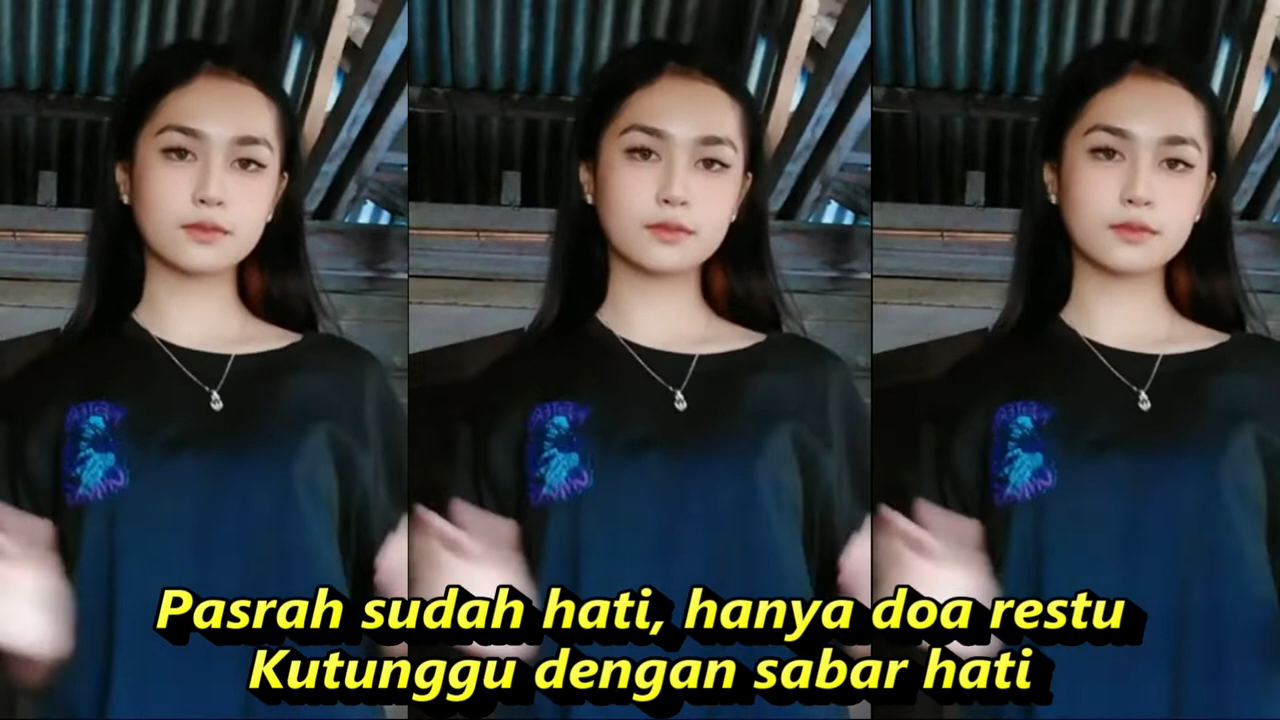 Pasrah sudah hati, hanya doa restu
Kutunggu dengan sabar hati